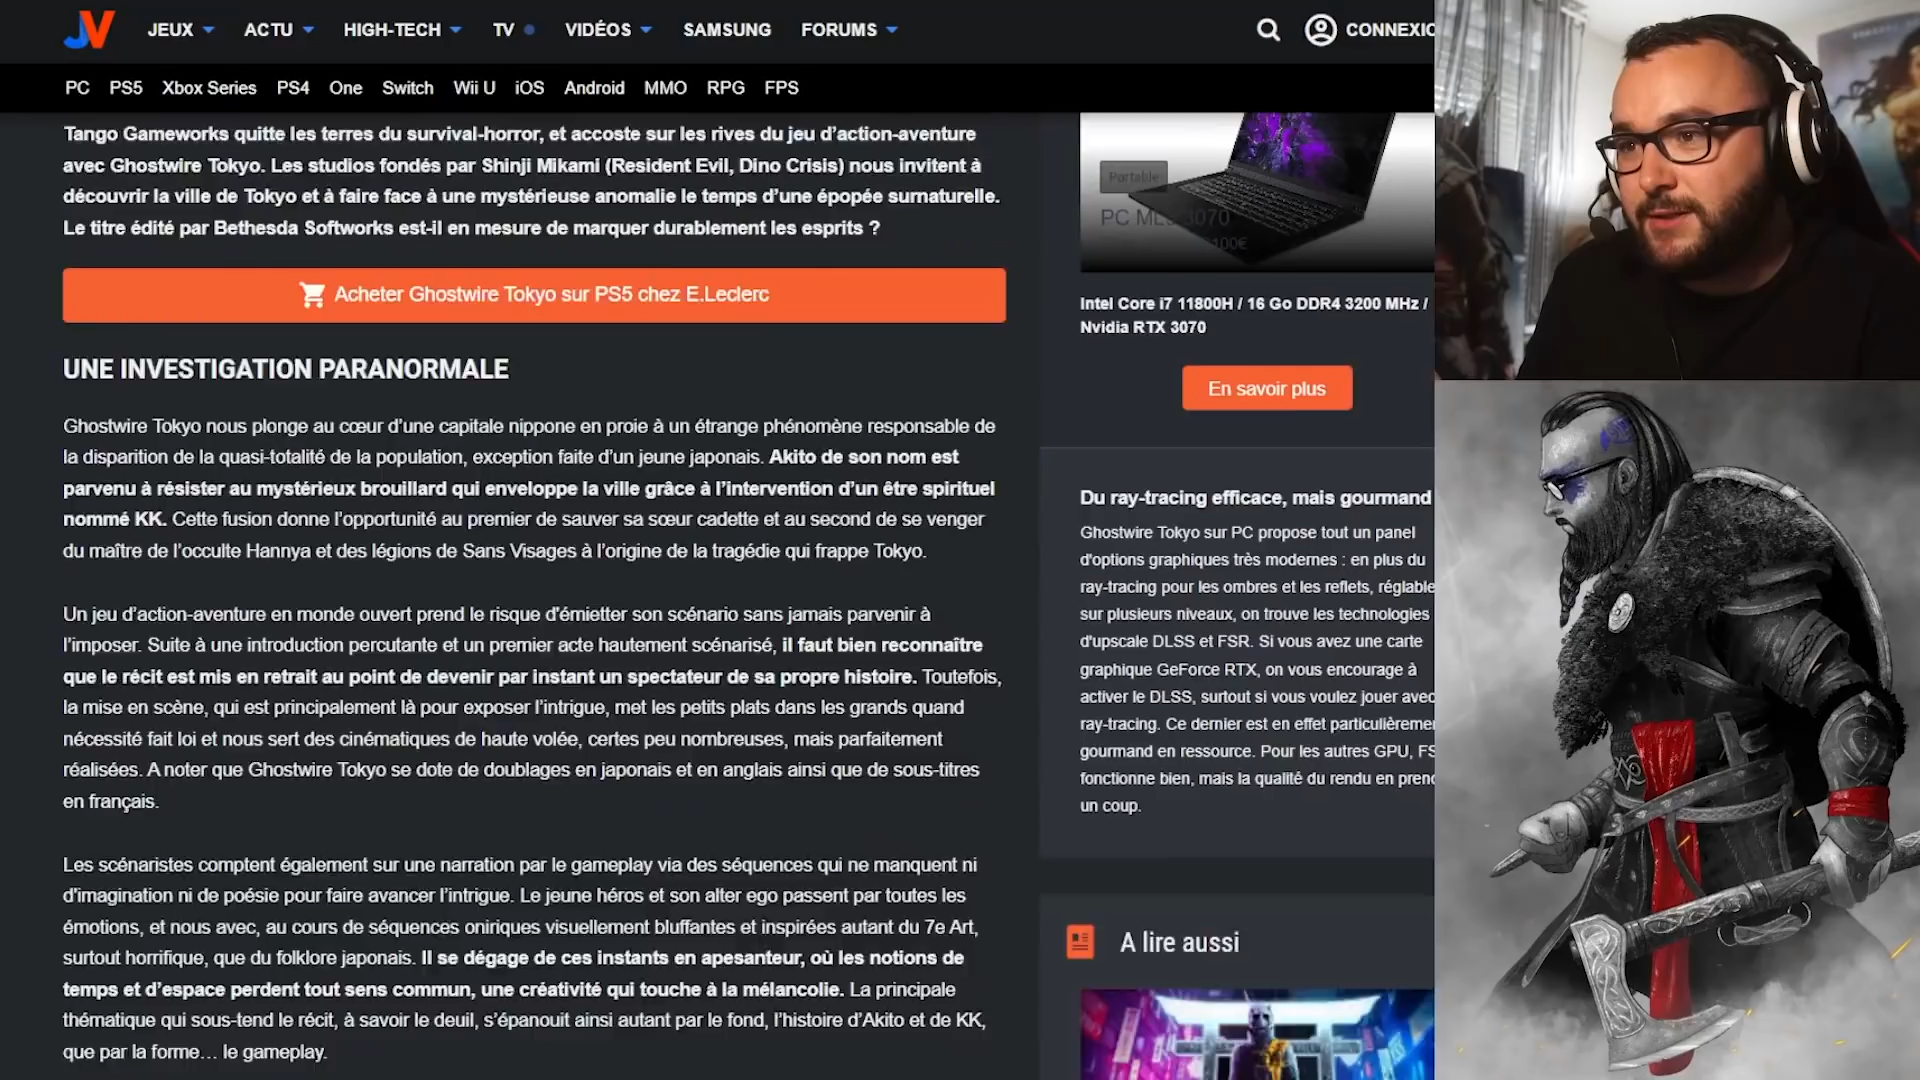 JV
JEUX
ACTU
HIGH-TECH
TV
VIDÉOS
SAMSUNG
FORUMS
CONNEXIO
PC
PS5
Xbox Series
PS4
One
Switch
Wii U
iOS
Android
MMO
RPG
FPS
Tango Gameworks quitte les terres du survival-horror, et accoste sur les rives du jeu d’action-aventure
avec Ghostwire Tokyo. Les studios fondés par Shinji Mikami (Resident Evil, Dino Crisis) nous invitent à
découvrir la ville de Tokyo et à faire face à une mystérieuse anomalie le temps d’une épopée surnaturelle.
Le titre édité par Bethesda Softworks est-il en mesure de marquer durablement les esprits ?
Acheter Ghostwire Tokyo sur PS5 chez E.Leclerc
UNE INVESTIGATION PARANORMALE
Ghostwire Tokyo nous plonge au cœur d’une capitale nippone en proie à un étrange phénomène responsable de
la disparition de la quasi-totalité de la population, exception faite d’un jeune japonais. Akito de son nom est
parvenu à résister au mystérieux brouillard qui enveloppe la ville grâce à l’intervention d’un être spirituel
nommé KK. Cette fusion donne l’opportunité au premier de sauver sa sœur cadette et au second de se venger
du maître de l’occulte Hannya et des légions de Sans Visages à l’origine de la tragédie qui frappe Tokyo.
Un jeu d’action-aventure en monde ouvert prend le risque d'émietter son scénario sans jamais parvenir à
l’imposer. Suite à une introduction percutante et un premier acte hautement scénarisé, il faut bien reconnaître
que le récit est mis en retrait au point de devenir par instant un spectateur de sa propre histoire. Toutefois,
la mise en scène, qui est principalement là pour exposer l’intrigue, met les petits plats dans les grands quand
nécessité fait loi et nous sert des cinématiques de haute volée, certes peu nombreuses, mais parfaitement
réalisées. A noter que Ghostwire Tokyo se dote de doublages en japonais et en anglais ainsi que de sous-titres
en français.
Les scénaristes comptent également sur une narration par le gameplay via des séquences qui ne manquent ni
d'imagination ni de poésie pour faire avancer l’intrigue. Le jeune héros et son alter ego passent par toutes les
émotions, et nous avec, au cours de séquences oniriques visuellement bluffantes et inspirées autant du 7e Art,
surtout horrifique, que du folklore japonais. Il se dégage de ces instants en apesanteur, où les notions de
temps et d’espace perdent tout sens commun, une créativité qui touche à la mélancolie. La principale
thématique qui sous-tend le récit, à savoir le deuil, s’épanouit ainsi autant par le fond, l’histoire d’Akito et de KK,
que par la forme… le gameplay.
Portable
PC ML 3070
100€
Intel Core i7 11800H / 16 Go DDR4 3200 MHz /
Nvidia RTX 3070
En savoir plus
Du ray-tracing efficace, mais gourmand
Ghostwire Tokyo sur PC propose tout un panel
d'options graphiques très modernes : en plus du
ray-tracing pour les ombres et les reflets, réglable
sur plusieurs niveaux, on trouve les technologies
d'upscale DLSS et FSR. Si vous avez une carte
graphique GeForce RTX, on vous encourage à
activer le DLSS, surtout si vous voulez jouer avec
ray-tracing. Ce dernier est en effet particulièreme
gourmand en ressource. Pour les autres GPU, FS
fonctionne bien, mais la qualité du rendu en prend
un coup.
A lire aussi